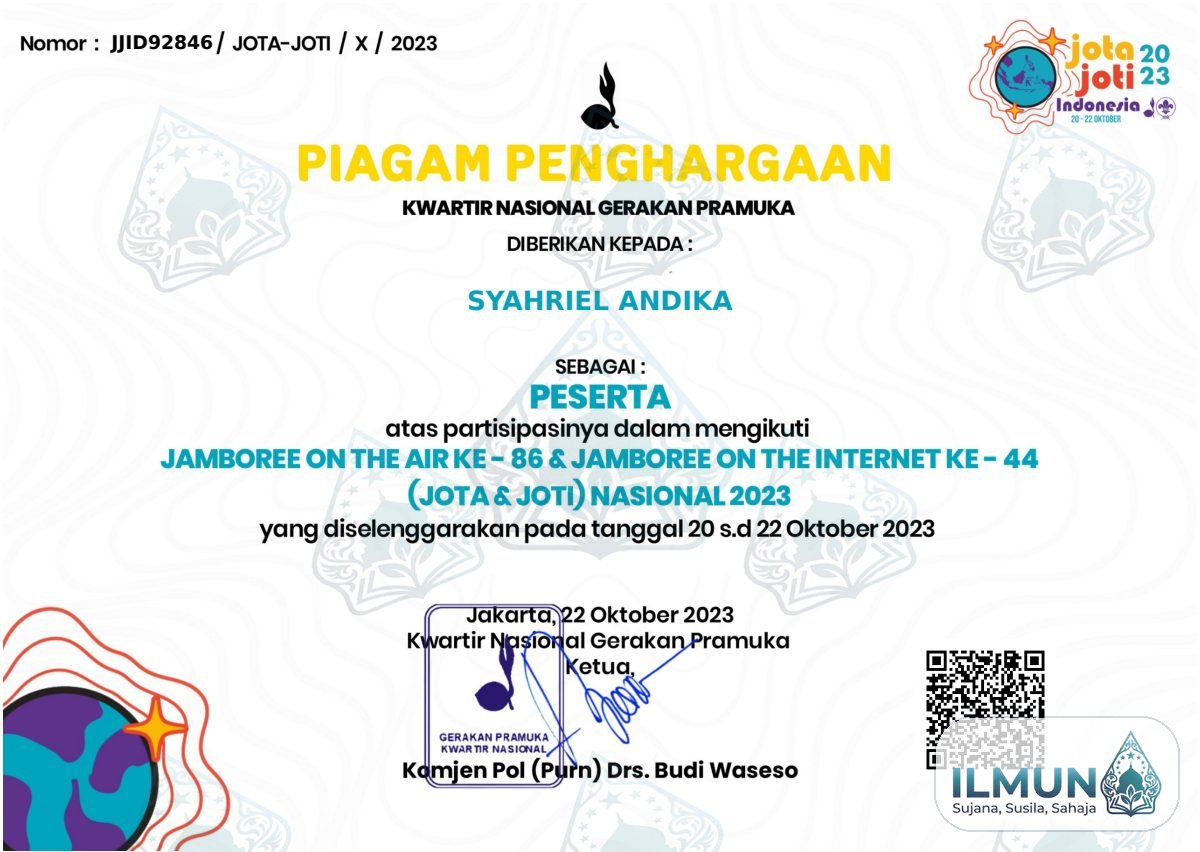 Nomor : JJID92846 / JOTA-JOTI / X / 2023
jota 20
joti 23
Indonesia
20 - 22 OKTOBER
PIAGAM PENGHARGAAN
KWARTIR NASIONAL GERAKAN PRAMUKA
DIBERIKAN KEPADA :
SYAHRIEL ANDIKA
SEBAGAI :
PESERTA
atas partisipasinya dalam mengikuti
JAMBOREE ON THE AIR KE - 86 & JAMBOREE ON THE INTERNET KE - 44
(JOTA & JOTI) NASIONAL 2023
yang diselenggarakan pada tanggal 20 s.d 22 Oktober 2023
Jakarta, 22 Oktober 2023
Kwartir Nasional Gerakan Pramuka
Ketua,
GERAKAN PRAMUKA
KWARTIR NASIONAL
Komjen Pol (Purn) Drs. Budi Waseso
ILMUN
Sujana, Susila, Sahaja